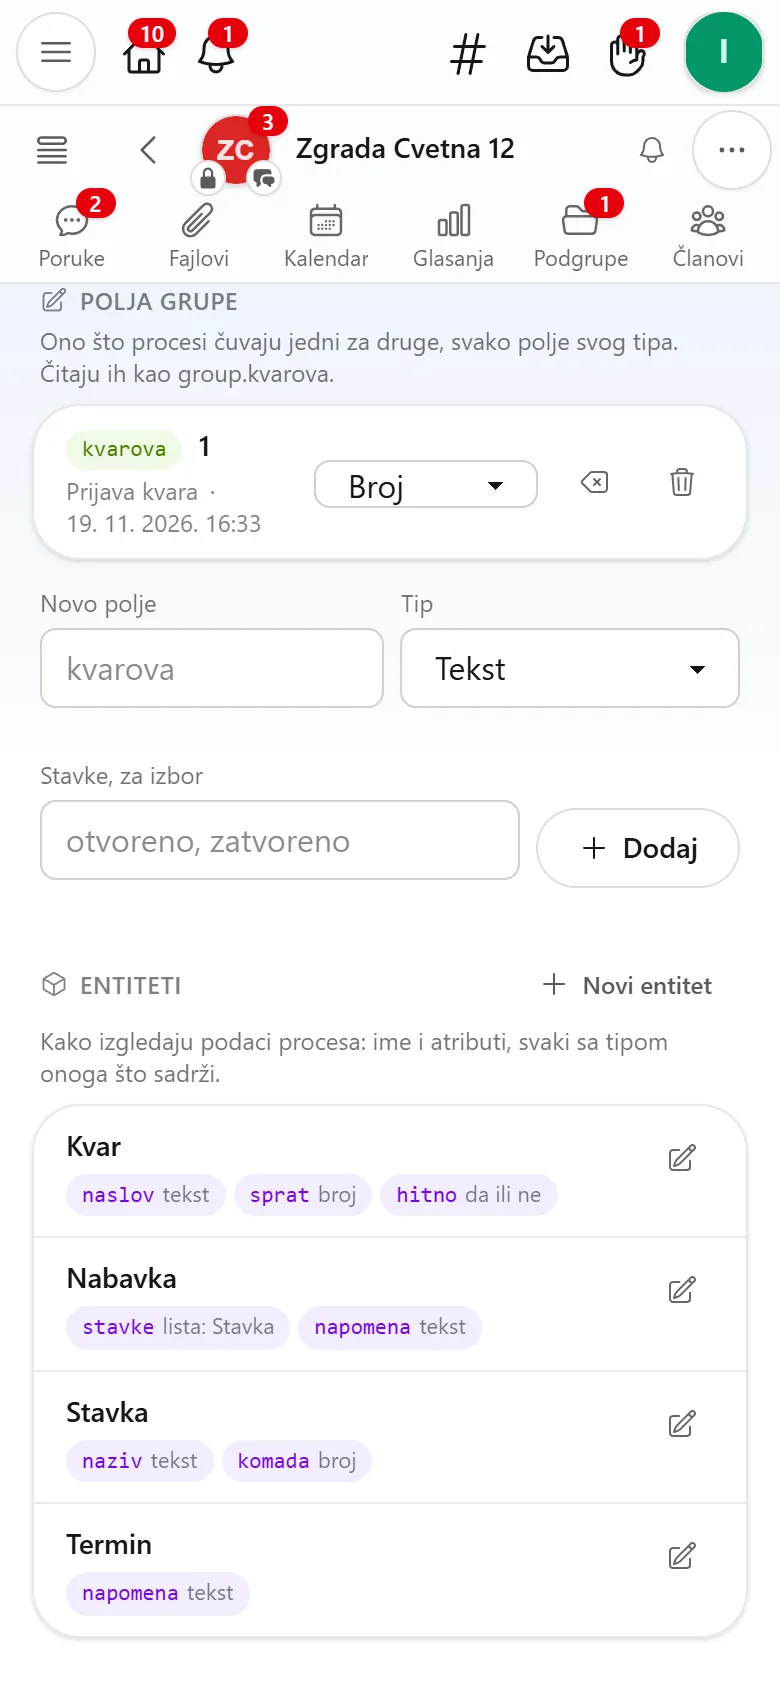 10
1
1
I
ZC
3
Zgrada Cvetna 12
2
1
Poruke
Fajlovi
Kalendar
Glasanja
Podgrupe
Članovi
POLJA GRUPE
Ono što procesi čuvaju jedni za druge, svako polje svog tipa.
Čitaju ih kao group.kvarova.
kvarova 1
Prijava kvara ·
19. 11. 2026. 16:33
Broj
Novo polje
Tip
kvarova
Tekst
Stavke, za izbor
otvoreno, zatvoreno
Dodaj
ENTITETI
Novi entitet
Kako izgledaju podaci procesa: ime i atributi, svaki sa tipom
onoga što sadrži.
Kvar
naslov tekst sprat broj hitno da ili ne
Nabavka
stavke lista: Stavka napomena tekst
Stavka
naziv tekst komada broj
Termin
napomena tekst